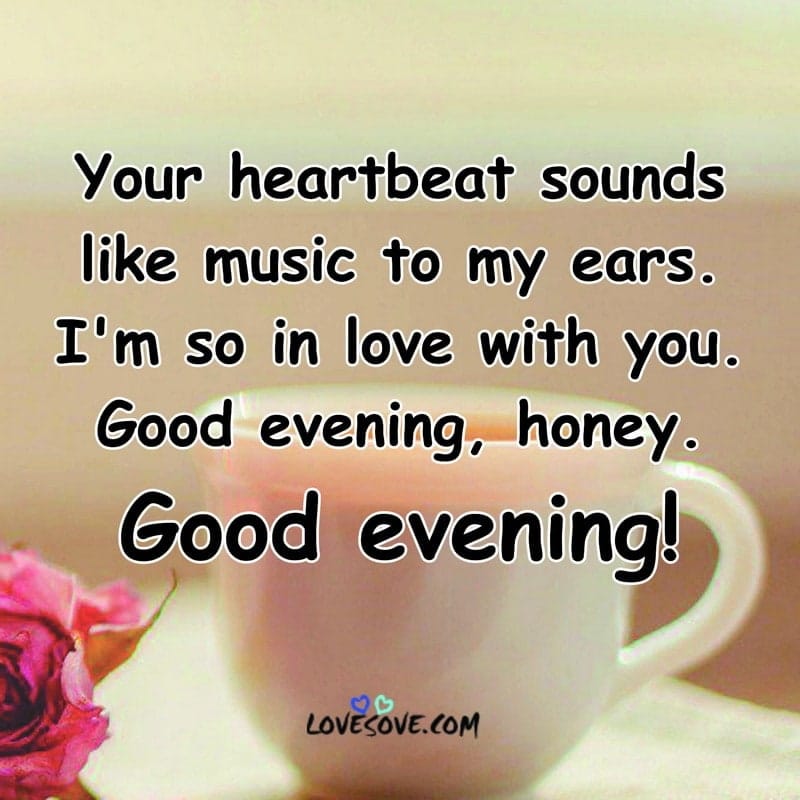 Your heartbeat sounds
like music to my ears.
I'm so in love with you.
Good evening, honey.
Good evening!
LOVESOVE.COM